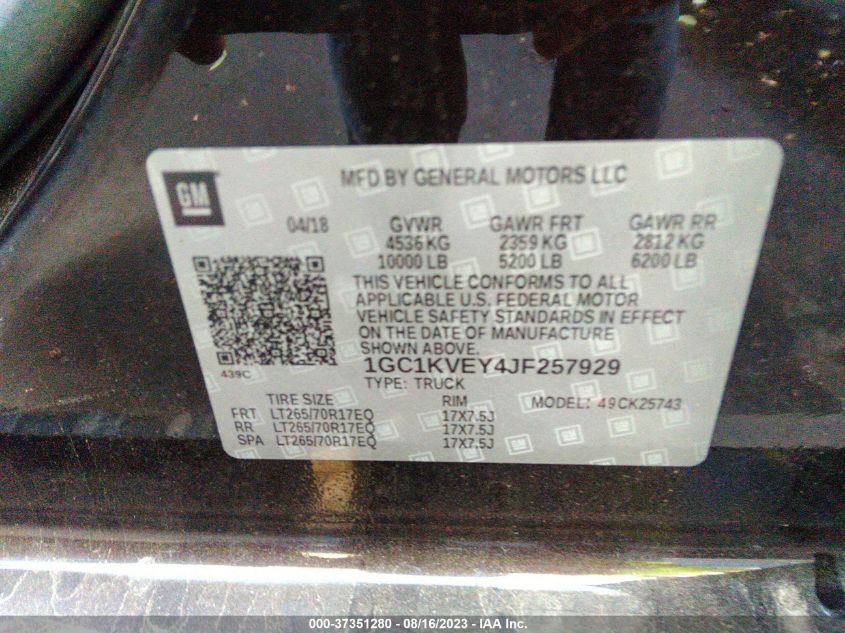 GM
MFD BY GENERAL MOTORS LLC
04/18 GVWR GAWR FRT GAWR RR
4536 KG 2359 KG 2812 KG
10000 LB 5200 LB 6200 LB
THIS VEHICLE CONFORMS TO ALL
APPLICABLE U.S. FEDERAL MOTOR
VEHICLE SAFETY STANDARDS IN EFFECT
ON THE DATE OF MANUFACTURE
SHOWN ABOVE.
439C
1GC1KVEY4JF257929
TYPE: TRUCK
TIRE SIZE RIM MODEL: 49CK25743
FRT LT265/70R17EQ 17X7.5J
RR LT265/70R17EQ 17X7.5J
SPA LT265/70R17EQ 17X7.5J
000-37351280 - 08/16/2023 - IAA Inc.